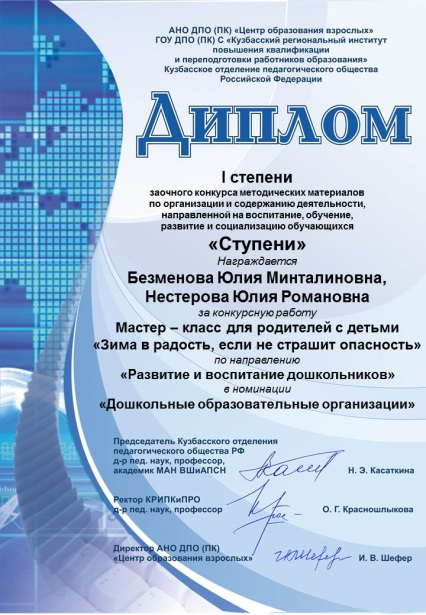 АНО ДПО (ПК) «Центр образования взрослых»
ГОУ ДПО (ПК) С «Кузбасский региональный институт
повышения квалификации
и переподготовки работников образования»
Кузбасское отделение педагогического общества
Российской Федерации
Диплом
I степени
заочного конкурса методических материалов
по организации и содержанию деятельности,
направленной на воспитание, обучение,
развитие и социализацию обучающихся
«Ступени»
Награждается
Безменова Юлия Минталиновна,
Нестерова Юлия Романовна
за конкурсную работу
Мастер – класс для родителей с детьми
«Зима в радость, если не страшит опасность»
по направлению
«Развитие и воспитание дошкольников»
в номинации
«Дошкольные образовательные организации»
Председатель Кузбасского отделения
педагогического общества РФ
д-р пед. наук, профессор,
академик МАН ВШиАПСН Н. Э. Касаткина
Ректор КРИПКиПРО
д-р пед. наук, профессор О. Г. Красношлыкова
Директор АНО ДПО (ПК)
«Центр образования взрослых» И. В. Шефер